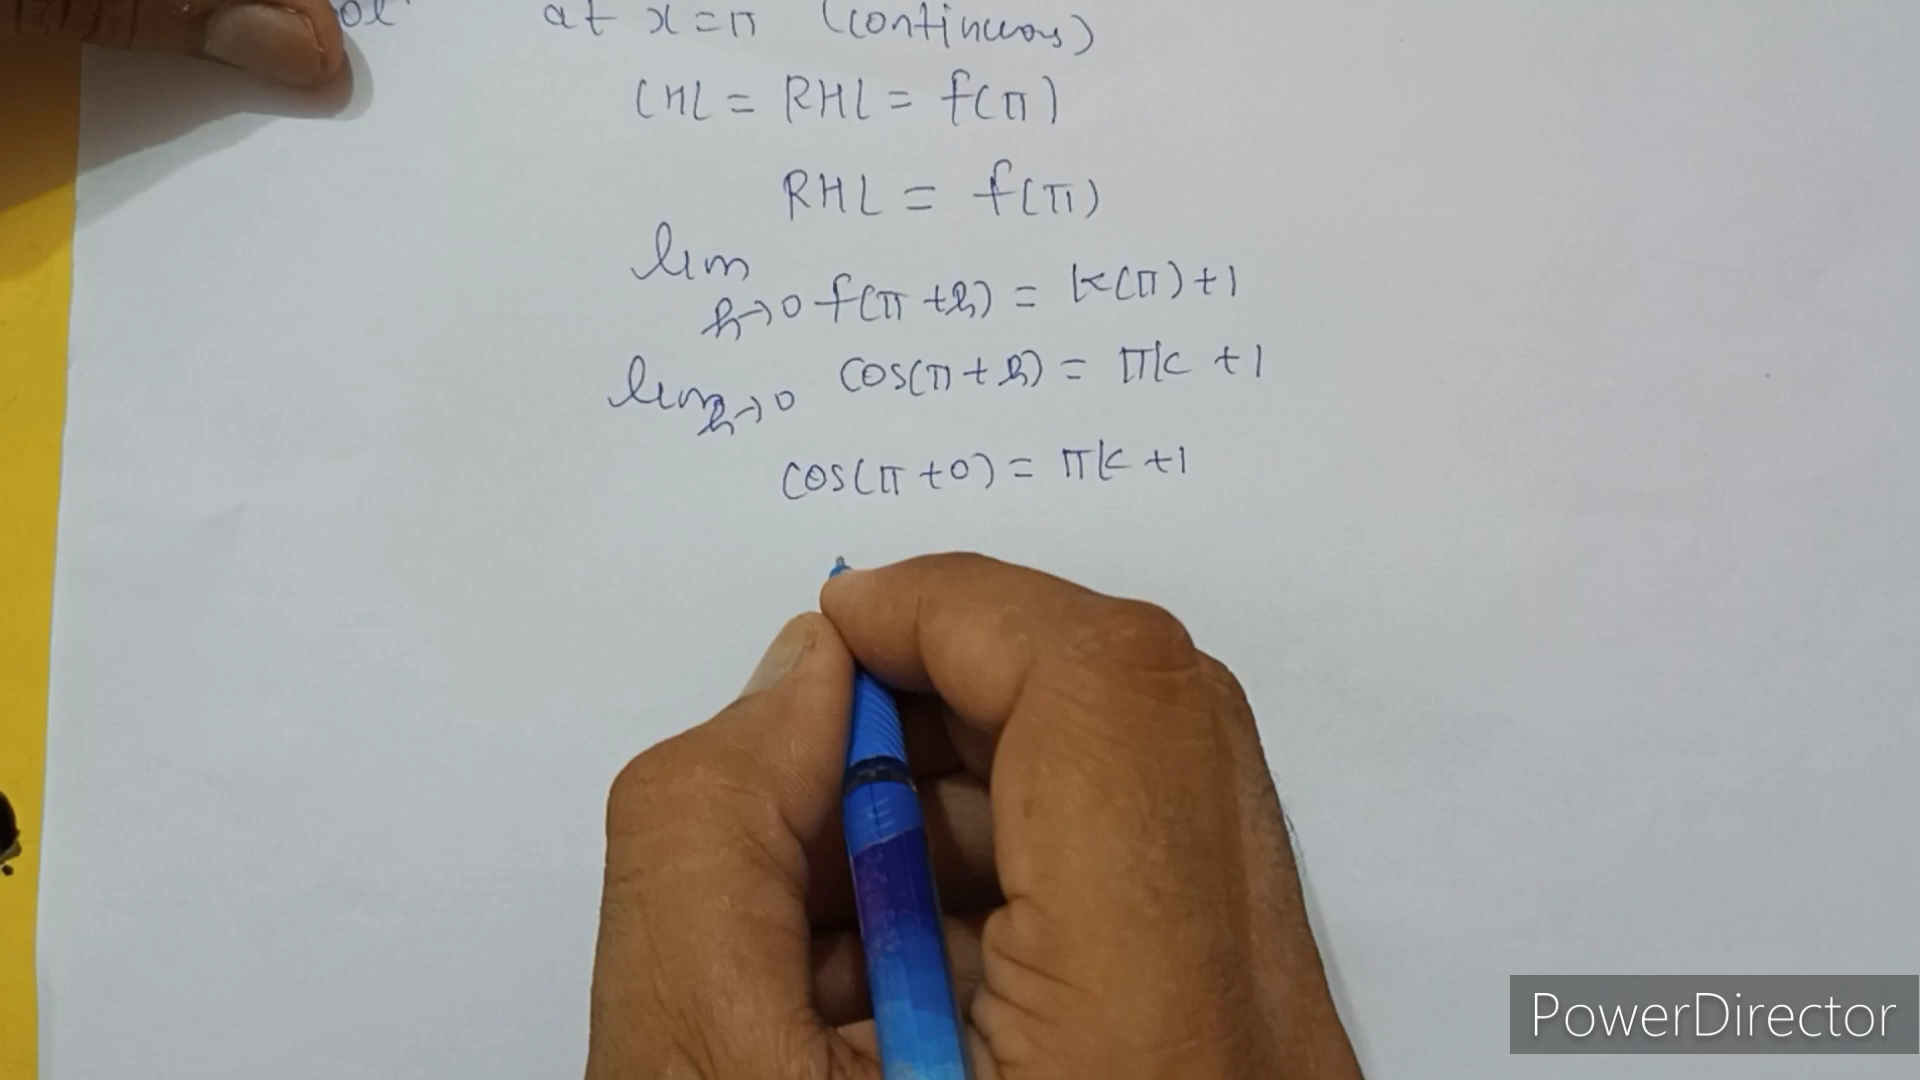 at x=π (continuous)
LHL = RHL = f(π)
RHL = f(π)
lim h→0 f(π+h) = k(π)+1
lim h→0 cos(π+h) = πk +1
cos(π+0) = πk +1
PowerDirector